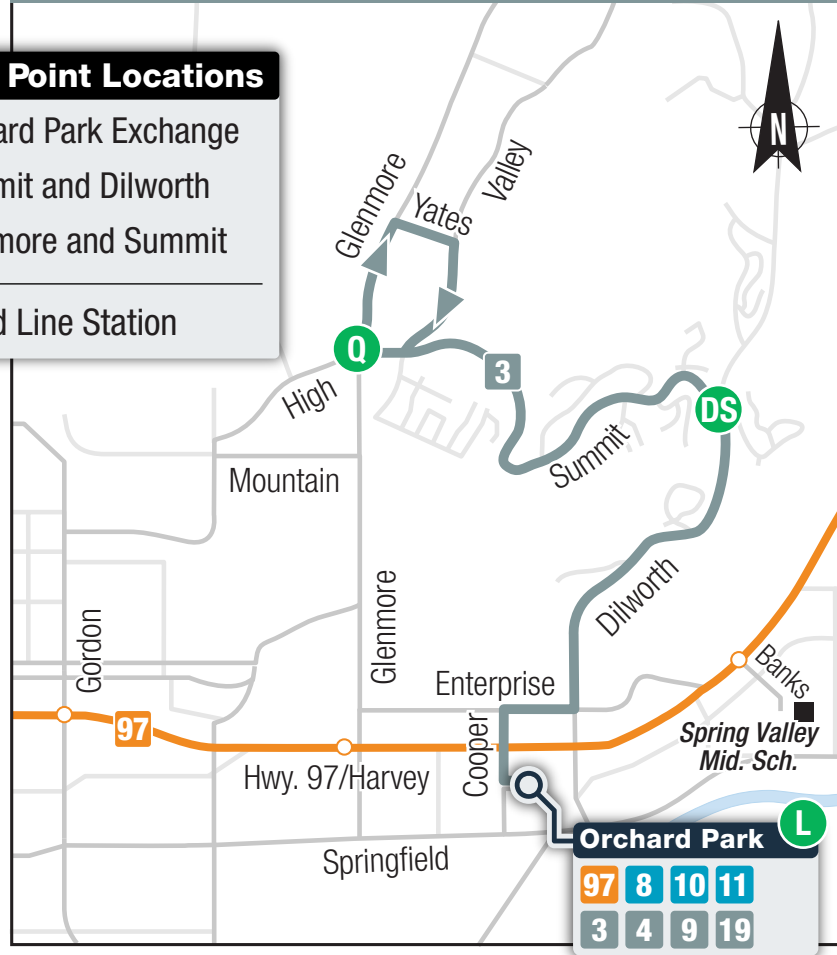 Point Locations
ard Park Exchange
mit and Dilworth
more and Summit
d Line Station
N
Glenmore
Yates
Valley
Q
3
High
DS
Summit
Mountain
Dilworth
Glenmore
Gordon
Enterprise
Banks
97
Cooper
Spring Valley
Mid. Sch.
Hwy. 97/Harvey
L
Orchard Park
Springfield
97 8 10 11
3 4 9 19